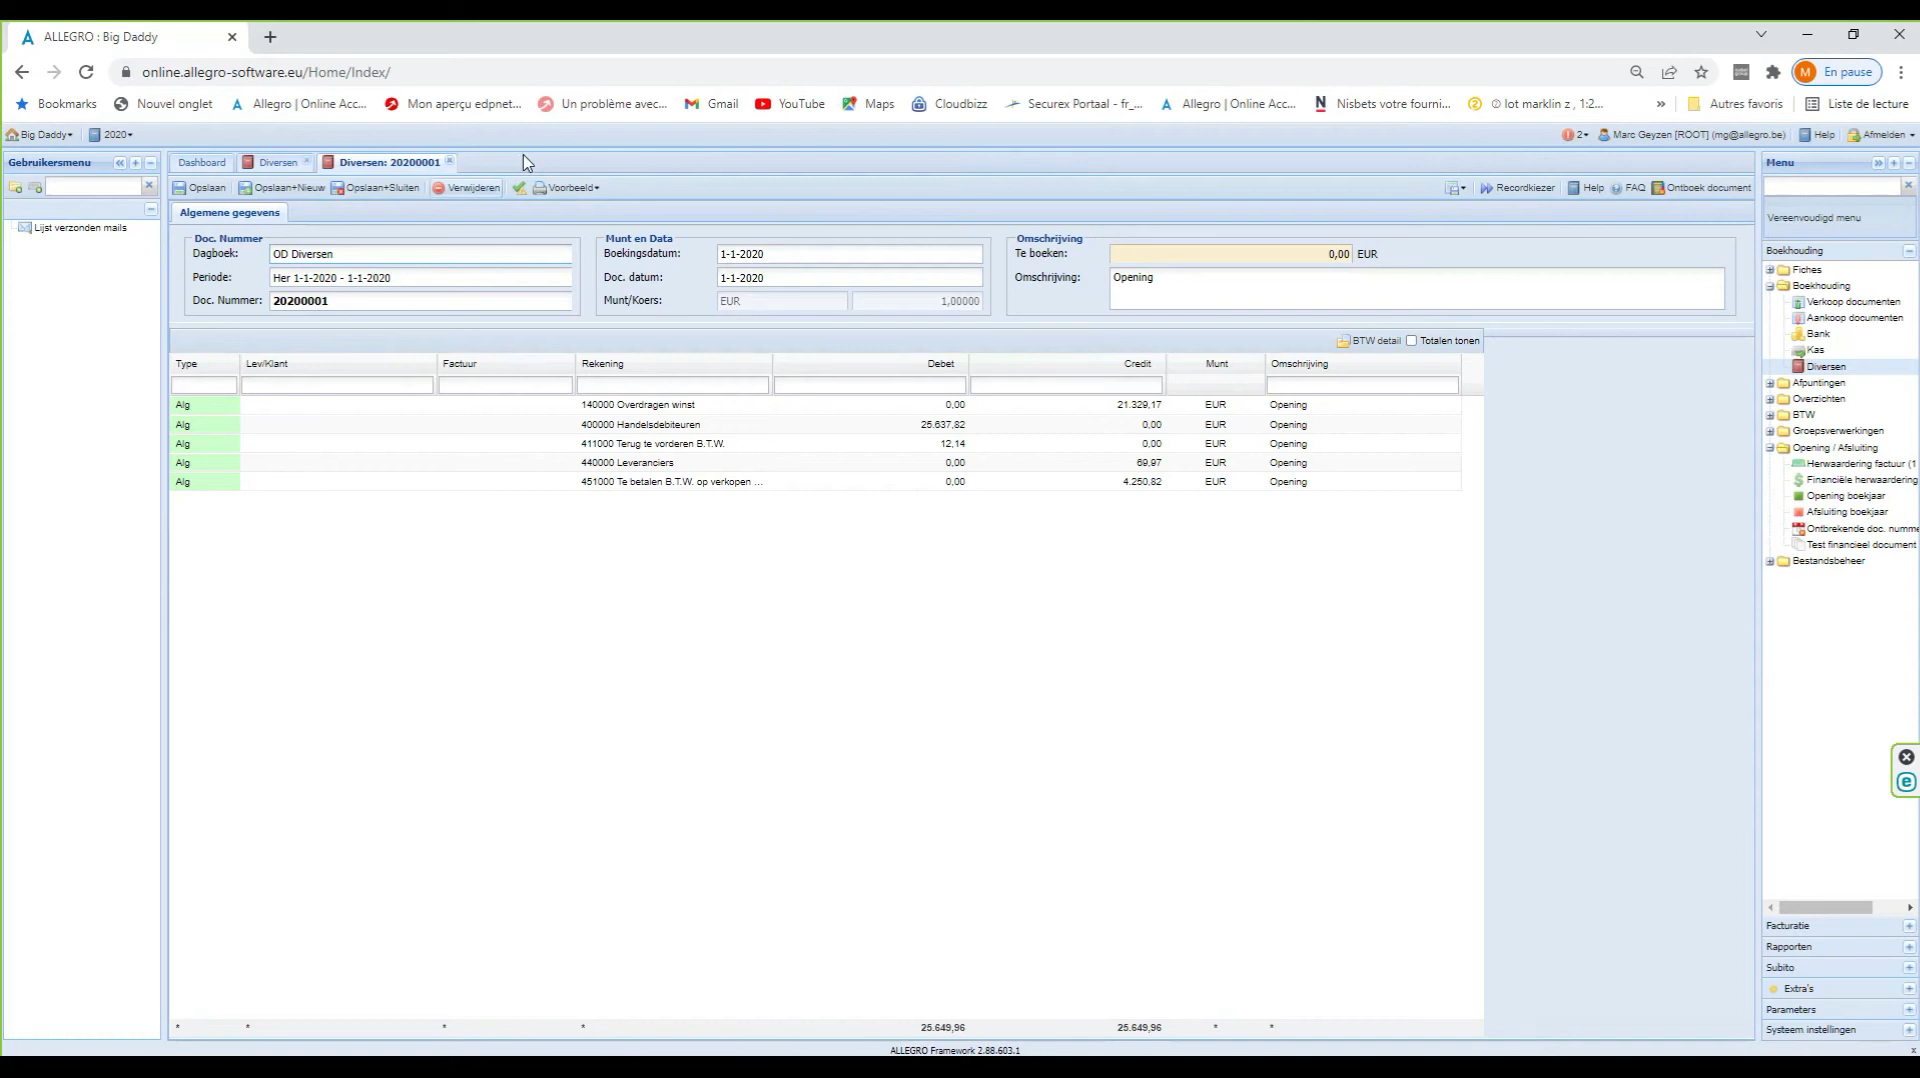 ALLEGRO : Big Daddy
online.allegro-software.eu/Home/Index/
M En pause
Bookmarks Nouvel onglet Allegro | Online Acc... Mon aperçu edpnet... Un problème avec... Gmail YouTube Maps Cloudbizz Securex Portaal - fr_... Allegro | Online Acc... Nisbets votre fourni... ② lot marklin z , 1:2... » Autres favoris Liste de lecture
Big Daddy 2020 2 Marc Geyzen [ROOT] (mg@allegro.be) Help Afmelden
Gebruikersmenu Dashboard Diversen Diversen: 20200001 Menu
Opslaan Opslaan+Nieuw Opslaan+Sluiten Verwijderen Voorbeeld Recordkiezer Help FAQ Ontboek document
Lijst verzonden mails
Algemene gegevens
Vereenvoudigd menu
Doc. Nummer Munt en Data Omschrijving
Dagboek: OD Diversen Boekingsdatum: 1-1-2020 Te boeken: 0,00 EUR
Periode: Her 1-1-2020 - 1-1-2020 Doc. datum: 1-1-2020 Omschrijving: Opening
Doc. Nummer: 20200001 Munt/Koers: EUR 1,00000
BTW detail Totalen tonen
Type Lev/Klant Factuur Rekening Debet Credit Munt Omschrijving
Alg 140000 Overdragen winst 0,00 21.329,17 EUR Opening
Alg 400000 Handelsdebiteuren 25.637,82 0,00 EUR Opening
Alg 411000 Terug te vorderen B.T.W. 12,14 0,00 EUR Opening
Alg 440000 Leveranciers 0,00 69,97 EUR Opening
Alg 451000 Te betalen B.T.W. op verkopen ... 0,00 4.250,82 EUR Opening
* * * * 25.649,96 25.649,96 * *
Boekhouding
Fiches
Boekhouding
Verkoop documenten
Aankoop documenten
Bank
Kas
Diversen
Afpuntingen
Overzichten
BTW
Groepsverwerkingen
Opening / Afsluiting
Herwaardering factuur (1
Financiële herwaardering
Opening boekjaar
Afsluiting boekjaar
Ontbrekende doc. numme
Test financieel document
Bestandsbeheer
Facturatie
Rapporten
Subito
Extra's
Parameters
Systeem instellingen
ALLEGRO Framework 2.88.603.1